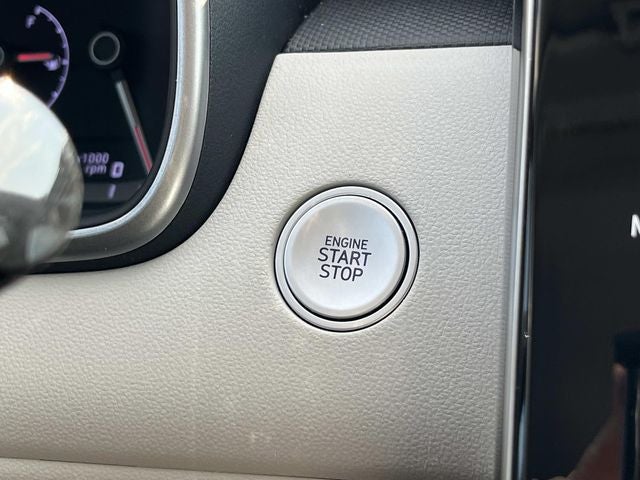 F
x1000
rpm
ENGINE
START
STOP